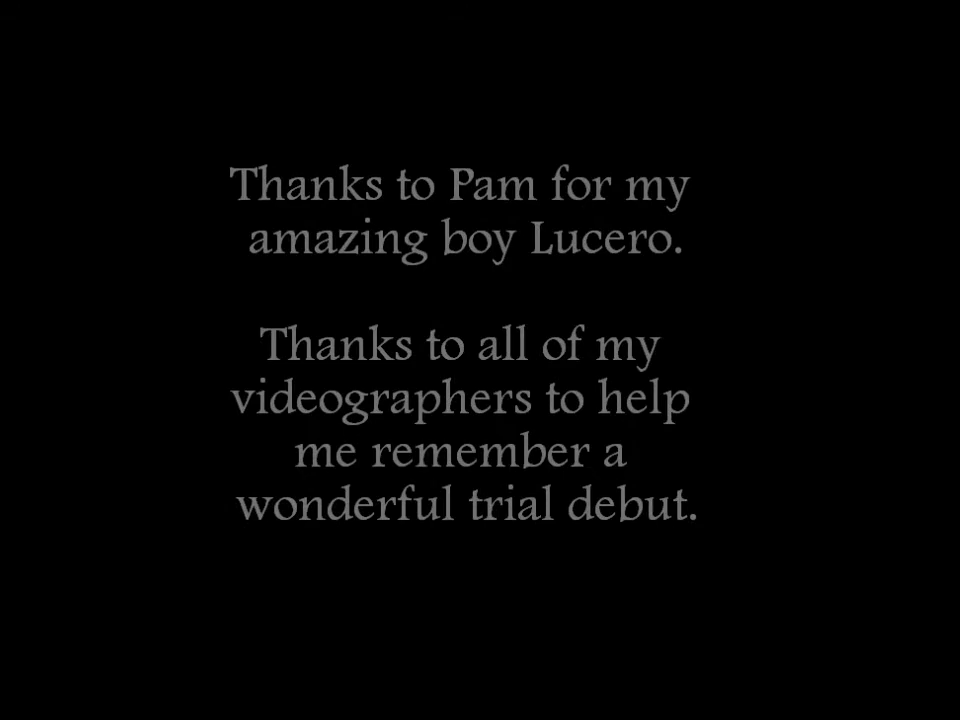 Thanks to Pam for my
amazing boy Lucero.
Thanks to all of my
videographers to help
me remember a
wonderful trial debut.